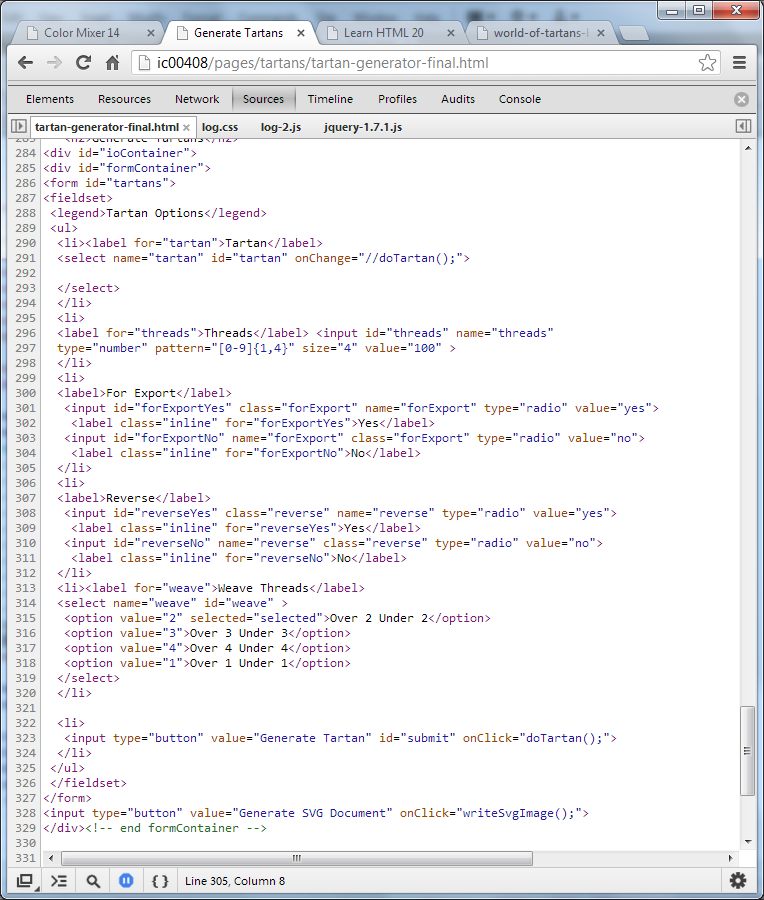 Color Mixer 14
Generate Tartans
Learn HTML 20
world-of-tartans-
ic00408/pages/tartans/tartan-generator-final.html
Elements Resources Network Sources Timeline Profiles Audits Console
tartan-generator-final.html log.css log-2.js jquery-1.7.1.js
283 <h2>Generate Tartans</h2>
284 <div id="ioContainer">
285 <div id="formContainer">
286 <form id="tartans">
287 <fieldset>
288 <legend>Tartan Options</legend>
289 <ul>
290 <li><label for="tartan">Tartan</label>
291 <select name="tartan" id="tartan" onChange="//doTartan();">
292
293 </select>
294 </li>
295 <li>
296 <label for="threads">Threads</label> <input id="threads" name="threads"
297 type="number" pattern="[0-9]{1,4}" size="4" value="100" >
298 </li>
299 <li>
300 <label>For Export</label>
301 <input id="forExportYes" class="forExport" name="forExport" type="radio" value="yes">
302 <label class="inline" for="forExportYes">Yes</label>
303 <input id="forExportNo" name="forExport" class="forExport" type="radio" value="no">
304 <label class="inline" for="forExportNo">No</label>
305 </li>
306 <li>
307 <label>Reverse</label>
308 <input id="reverseYes" class="reverse" name="reverse" type="radio" value="yes">
309 <label class="inline" for="reverseYes">Yes</label>
310 <input id="reverseNo" name="reverse" class="reverse" type="radio" value="no">
311 <label class="inline" for="reverseNo">No</label>
312 </li>
313 <li><label for="weave">Weave Threads</label>
314 <select name="weave" id="weave" >
315 <option value="2" selected="selected">Over 2 Under 2</option>
316 <option value="3">Over 3 Under 3</option>
317 <option value="4">Over 4 Under 4</option>
318 <option value="1">Over 1 Under 1</option>
319 </select>
320 </li>
321
322 <li>
323 <input type="button" value="Generate Tartan" id="submit" onClick="doTartan();">
324 </li>
325 </ul>
326 </fieldset>
327 </form>
328 <input type="button" value="Generate SVG Document" onClick="writeSvgImage();">
329 </div><!-- end formContainer -->
330
331
Line 305, Column 8